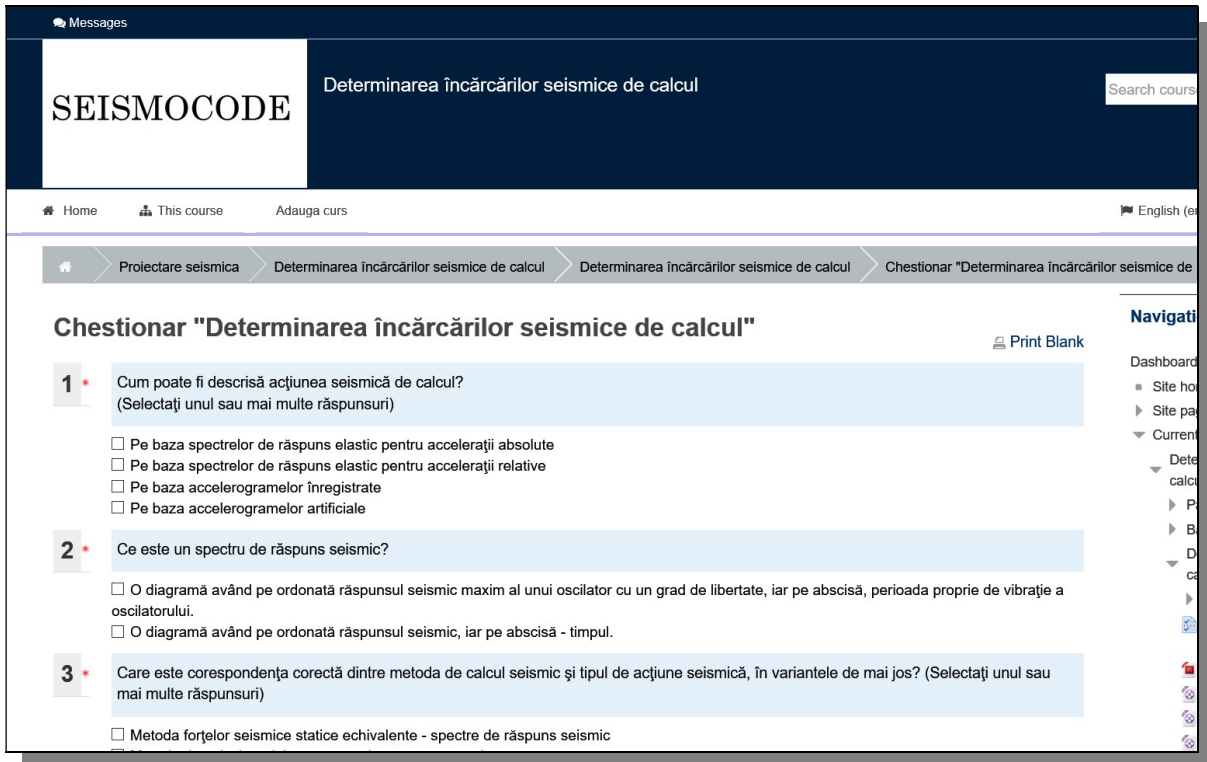 Messages
SEISMOCODE
Determinarea încărcărilor seismice de calcul
Search
Home
This course
Adauga curs
English
Proiectare seismica
Determinarea încărcărilor seismice de calcul
Determinarea încărcărilor seismice de calcul
Chestionar "Determinarea încărcărilor seismice de
Chestionar "Determinarea încărcărilor seismice de calcul"
Print Blank
1 *
Cum poate fi descrisă acţiunea seismică de calcul?
(Selectaţi unul sau mai multe răspunsuri)
Pe baza spectrelor de răspuns elastic pentru acceleraţii absolute
Pe baza spectrelor de răspuns elastic pentru acceleraţii relative
Pe baza accelerogramelor înregistrate
Pe baza accelerogramelor artificiale
2 *
Ce este un spectru de răspuns seismic?
O diagramă având pe ordonată răspunsul seismic maxim al unui oscilator cu un grad de libertate, iar pe abscisă, perioada proprie de vibraţie a
oscilatorului.
O diagramă având pe ordonată răspunsul seismic, iar pe abscisă - timpul.
3 *
Care este corespondenţa corectă dintre metoda de calcul seismic şi tipul de acţiune seismică, în variantele de mai jos? (Selectaţi unul sau
mai multe răspunsuri)
Metoda forţelor seismice statice echivalente - spectre de răspuns seismic
Dashboard
Site
Site
Current